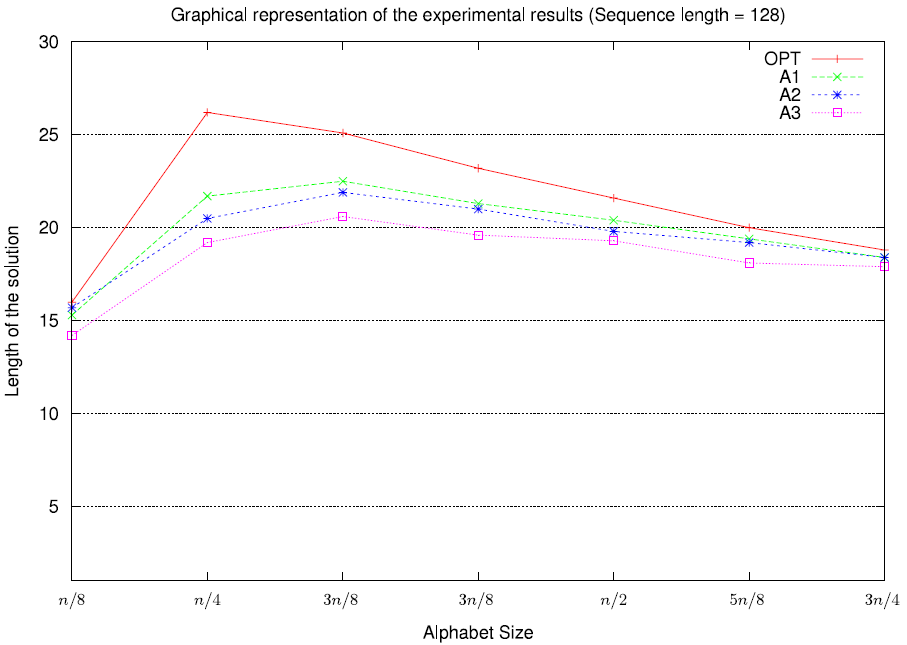 Graphical representation of the experimental results (Sequence length = 128)
30
25
20
15
10
5
Length of the solution
OPT
A1
A2
A3
n/8 n/4 3n/8 3n/8 n/2 5n/8 3n/4
Alphabet Size